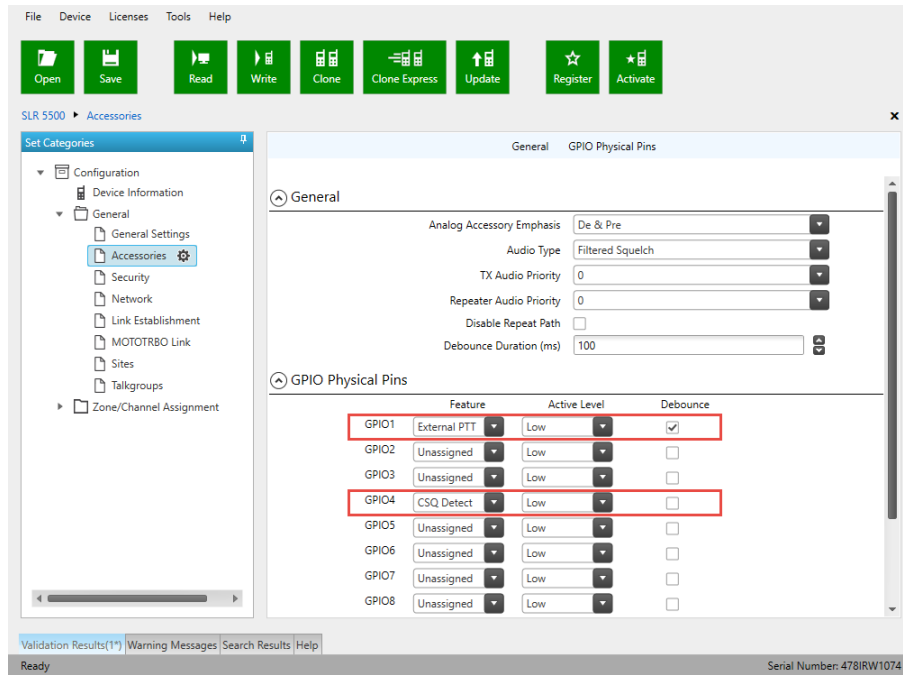 File Device Licenses Tools Help
Open Save Read Write Clone Clone Express Update Register Activate
SLR 5500 Accessories
Set Categories
Configuration
Device Information
General
General Settings
Accessories
Security
Network
Link Establishment
MOTOTRBO Link
Sites
Talkgroups
Zone/Channel Assignment
General GPIO Physical Pins
General
Analog Accessory Emphasis De & Pre
Audio Type Filtered Squelch
TX Audio Priority 0
Repeater Audio Priority 0
Disable Repeat Path
Debounce Duration (ms) 100
GPIO Physical Pins
Feature Active Level Debounce
GPIO1 External PTT Low
GPIO2 Unassigned Low
GPIO3 Unassigned Low
GPIO4 CSQ Detect Low
GPIO5 Unassigned Low
GPIO6 Unassigned Low
GPIO7 Unassigned Low
GPIO8 Unassigned Low
Validation Results(1*) Warning Messages Search Results Help
Ready Serial Number: 478IRW1074